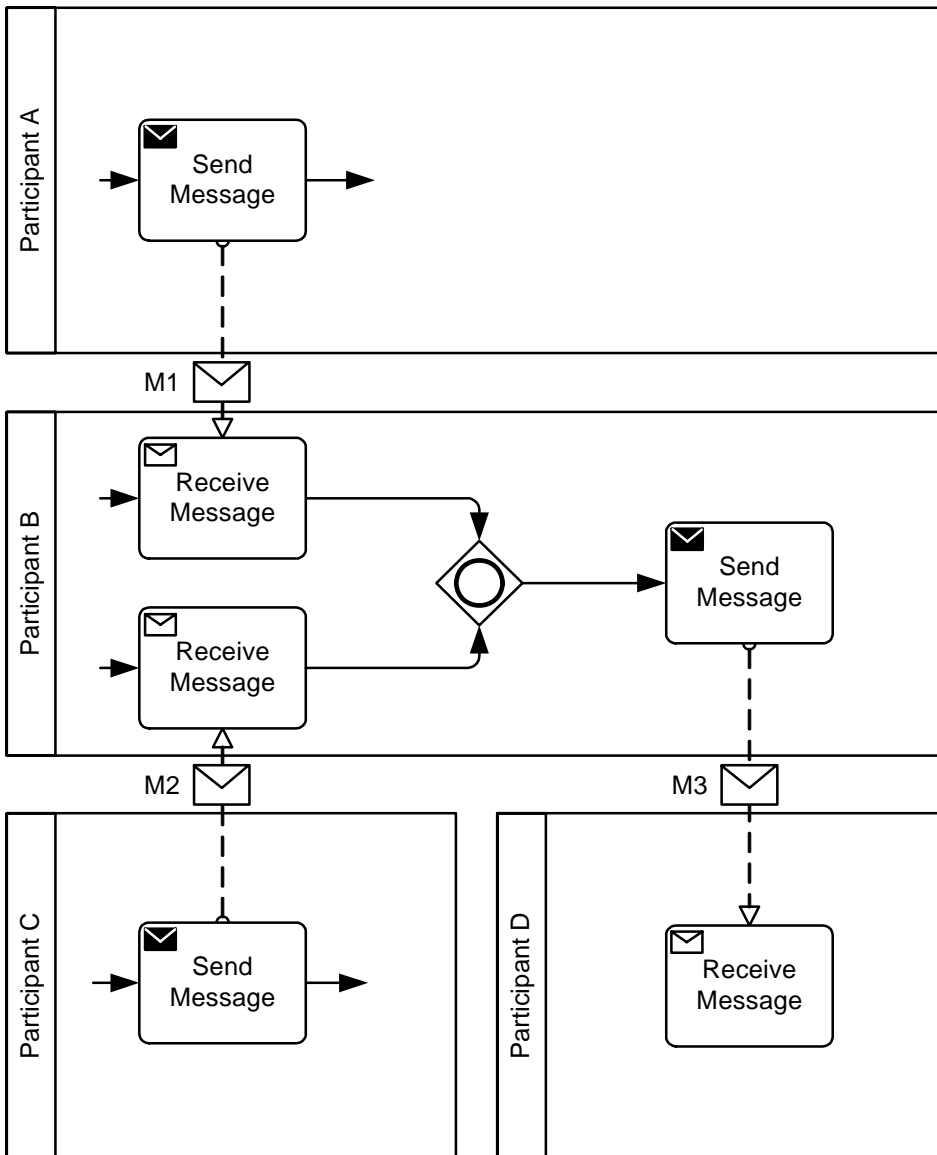 Participant A
Send
Message
M1
Participant B
Receive
Message
Receive
Message
Send
Message
M2
M3
Participant C
Send
Message
Participant D
Receive
Message